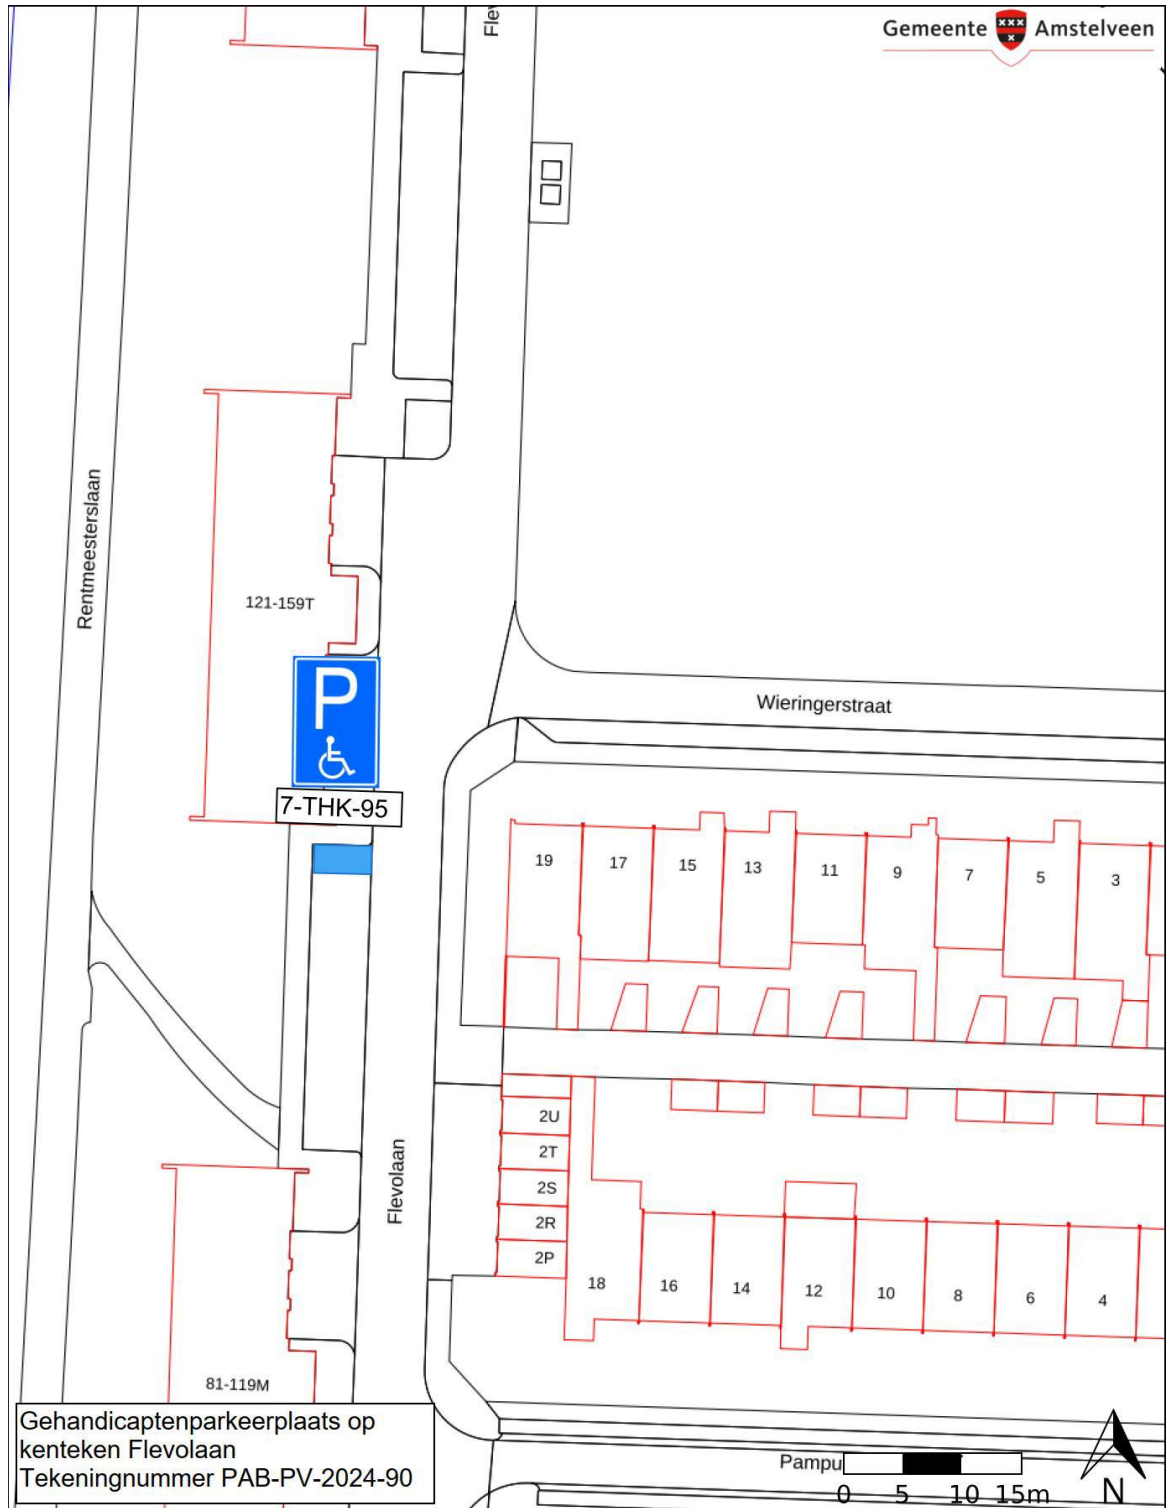 Gemeente Amstelveen
Flev
Rentmeesterslaan
121-159T
P
7-THK-95
Wieringerstraat
19
17
15
13
11
9
7
5
3
Flevolaan
2U
2T
2S
2R
2P
18
16
14
12
10
8
6
4
81-119M
Gehandicaptenparkeerplaats op
kenteken Flevolaan
Tekeningnummer PAB-PV-2024-90
Pampu
0 5 10 15m
N